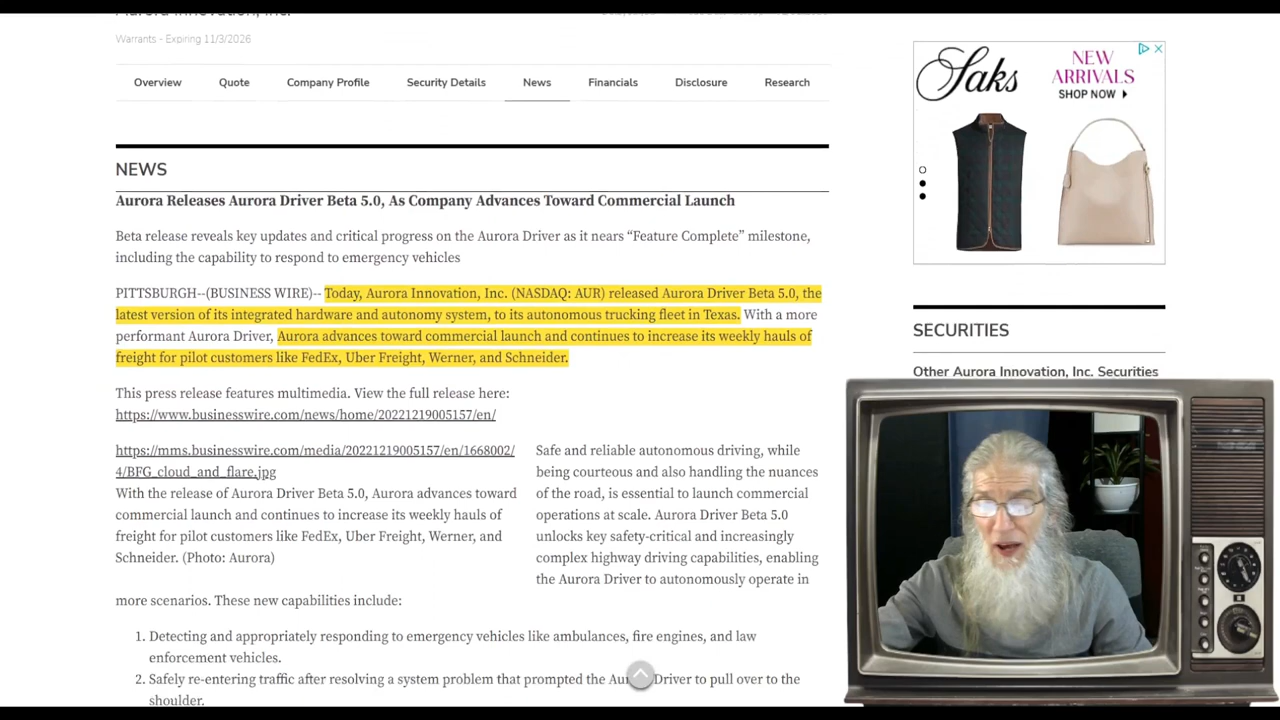 Aurora Innovation, Inc.
Warrants - Expiring 11/3/2026
Overview
Quote
Company Profile
Security Details
News
Financials
Disclosure
Research
NEWS
Aurora Releases Aurora Driver Beta 5.0, As Company Advances Toward Commercial Launch
Beta release reveals key updates and critical progress on the Aurora Driver as it nears “Feature Complete” milestone,
including the capability to respond to emergency vehicles
PITTSBURGH--(BUSINESS WIRE)-- Today, Aurora Innovation, Inc. (NASDAQ: AUR) released Aurora Driver Beta 5.0, the
latest version of its integrated hardware and autonomy system, to its autonomous trucking fleet in Texas. With a more
performant Aurora Driver, Aurora advances toward commercial launch and continues to increase its weekly hauls of
freight for pilot customers like FedEx, Uber Freight, Werner, and Schneider.
This press release features multimedia. View the full release here:
https://www.businesswire.com/news/home/20221219005157/en/
https://mms.businesswire.com/media/20221219005157/en/1668002/
4/BFG_cloud_and_flare.jpg
With the release of Aurora Driver Beta 5.0, Aurora advances toward
commercial launch and continues to increase its weekly hauls of
freight for pilot customers like FedEx, Uber Freight, Werner, and
Schneider. (Photo: Aurora)
Safe and reliable autonomous driving, while
being courteous and also handling the nuances
of the road, is essential to launch commercial
operations at scale. Aurora Driver Beta 5.0
unlocks key safety-critical and increasingly
complex highway driving capabilities, enabling
the Aurora Driver to autonomously operate in
more scenarios. These new capabilities include:
1. Detecting and appropriately responding to emergency vehicles like ambulances, fire engines, and law
enforcement vehicles.
2. Safely re-entering traffic after resolving a system problem that prompted the Driver to pull over to the
shoulder.
Saks
NEW
ARRIVALS
SHOP NOW
SECURITIES
Other Aurora Innovation, Inc. Securities